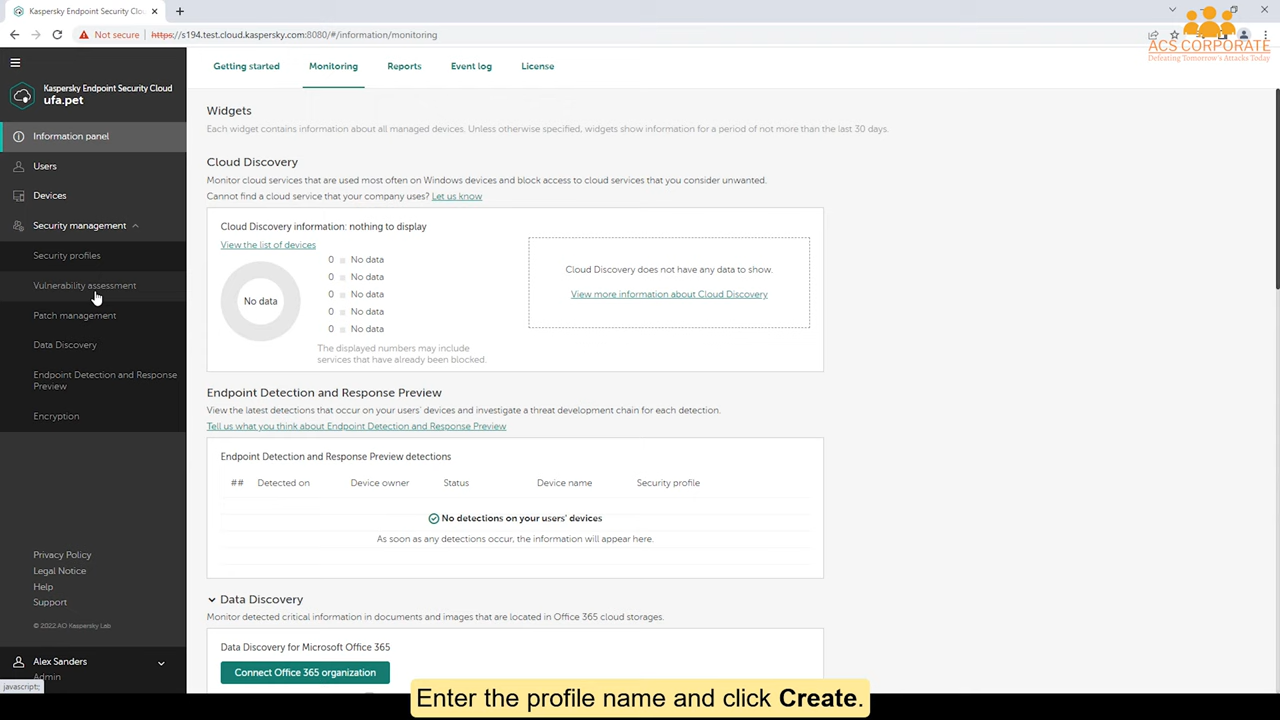 Kaspersky Endpoint Security Clou
Not secure https://s194.test.cloud.kaspersky.com:8080/#/information/monitoring
ACS CORPORATE
Defeating Tomorrow's Attacks Today
Kaspersky Endpoint Security Cloud
ufa.pet
Information panel
Users
Devices
Security management
Security profiles
Vulnerability assessment
Patch management
Data Discovery
Endpoint Detection and Response
Preview
Encryption
Privacy Policy
Legal Notice
Help
Support
© 2022 AO Kaspersky Lab
Alex Sanders
Admin
javascript:;
Getting started Monitoring Reports Event log License
Widgets
Each widget contains information about all managed devices. Unless otherwise specified, widgets show information for a period of not more than the last 30 days.
Cloud Discovery
Monitor cloud services that are used most often on Windows devices and block access to cloud services that you consider unwanted.
Cannot find a cloud service that your company uses? Let us know
Cloud Discovery information: nothing to display
View the list of devices
No data
0 No data
0 No data
0 No data
0 No data
0 No data
The displayed numbers may include
services that have already been blocked.
Cloud Discovery does not have any data to show.
View more information about Cloud Discovery
Endpoint Detection and Response Preview
View the latest detections that occur on your users' devices and investigate a threat development chain for each detection.
Tell us what you think about Endpoint Detection and Response Preview
Endpoint Detection and Response Preview detections
## Detected on Device owner Status Device name Security profile
No detections on your users' devices
As soon as any detections occur, the information will appear here.
Data Discovery
Monitor detected critical information in documents and images that are located in Office 365 cloud storages.
Data Discovery for Microsoft Office 365
Connect Office 365 organization
Enter the profile name and click Create.